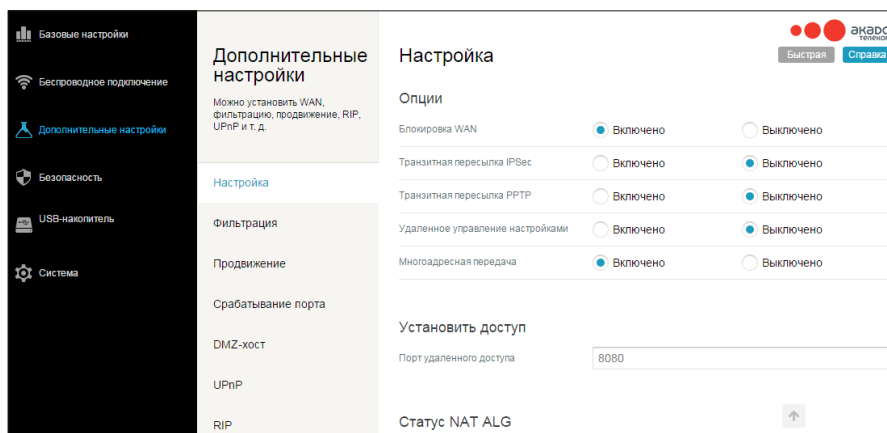 Базовые настройки
Беспроводное подключение
Дополнительные настройки
Безопасность
USB-накопитель
Система
Дополнительные
настройки
Можно установить WAN,
фильтрацию, продвижение, RIP,
UPnP и т. д.
Настройка
Фильтрация
Продвижение
Срабатывание порта
DMZ-хост
UPnP
RIP
Настройка
Быстрая Справка
Опции
Блокировка WAN Включено Выключено
Транзитная пересылка IPSec Включено Выключено
Транзитная пересылка PPTP Включено Выключено
Удаленное управление настройками Включено Выключено
Многоадресная передача Включено Выключено
Установить доступ
Порт удаленного доступа 8080
Статус NAT ALG